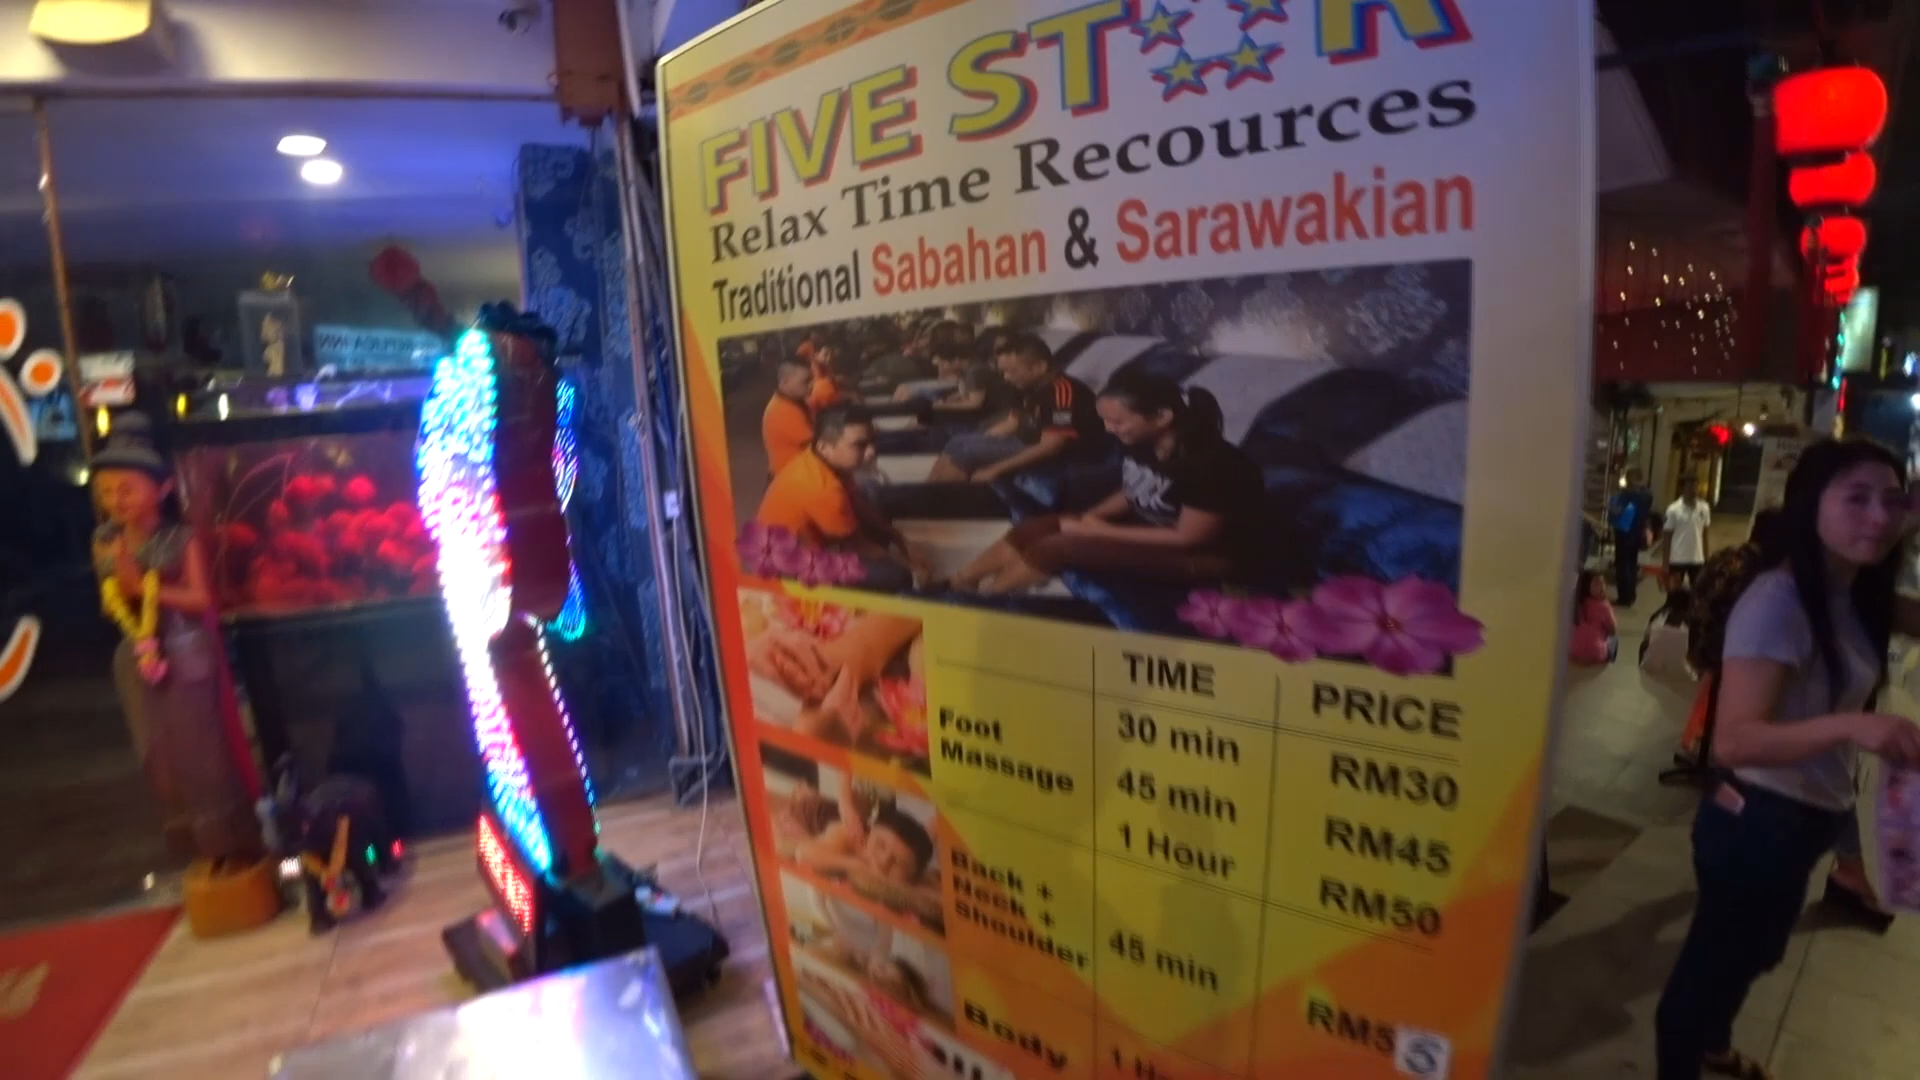 FIVE STAR
Relax Time Recources
Traditional Sabahan & Sarawakian
TIME PRICE
Foot Massage
30 min RM30
45 min RM45
1 Hour RM50
Back +
Neck +
Shoulder
45 min RM55
Body